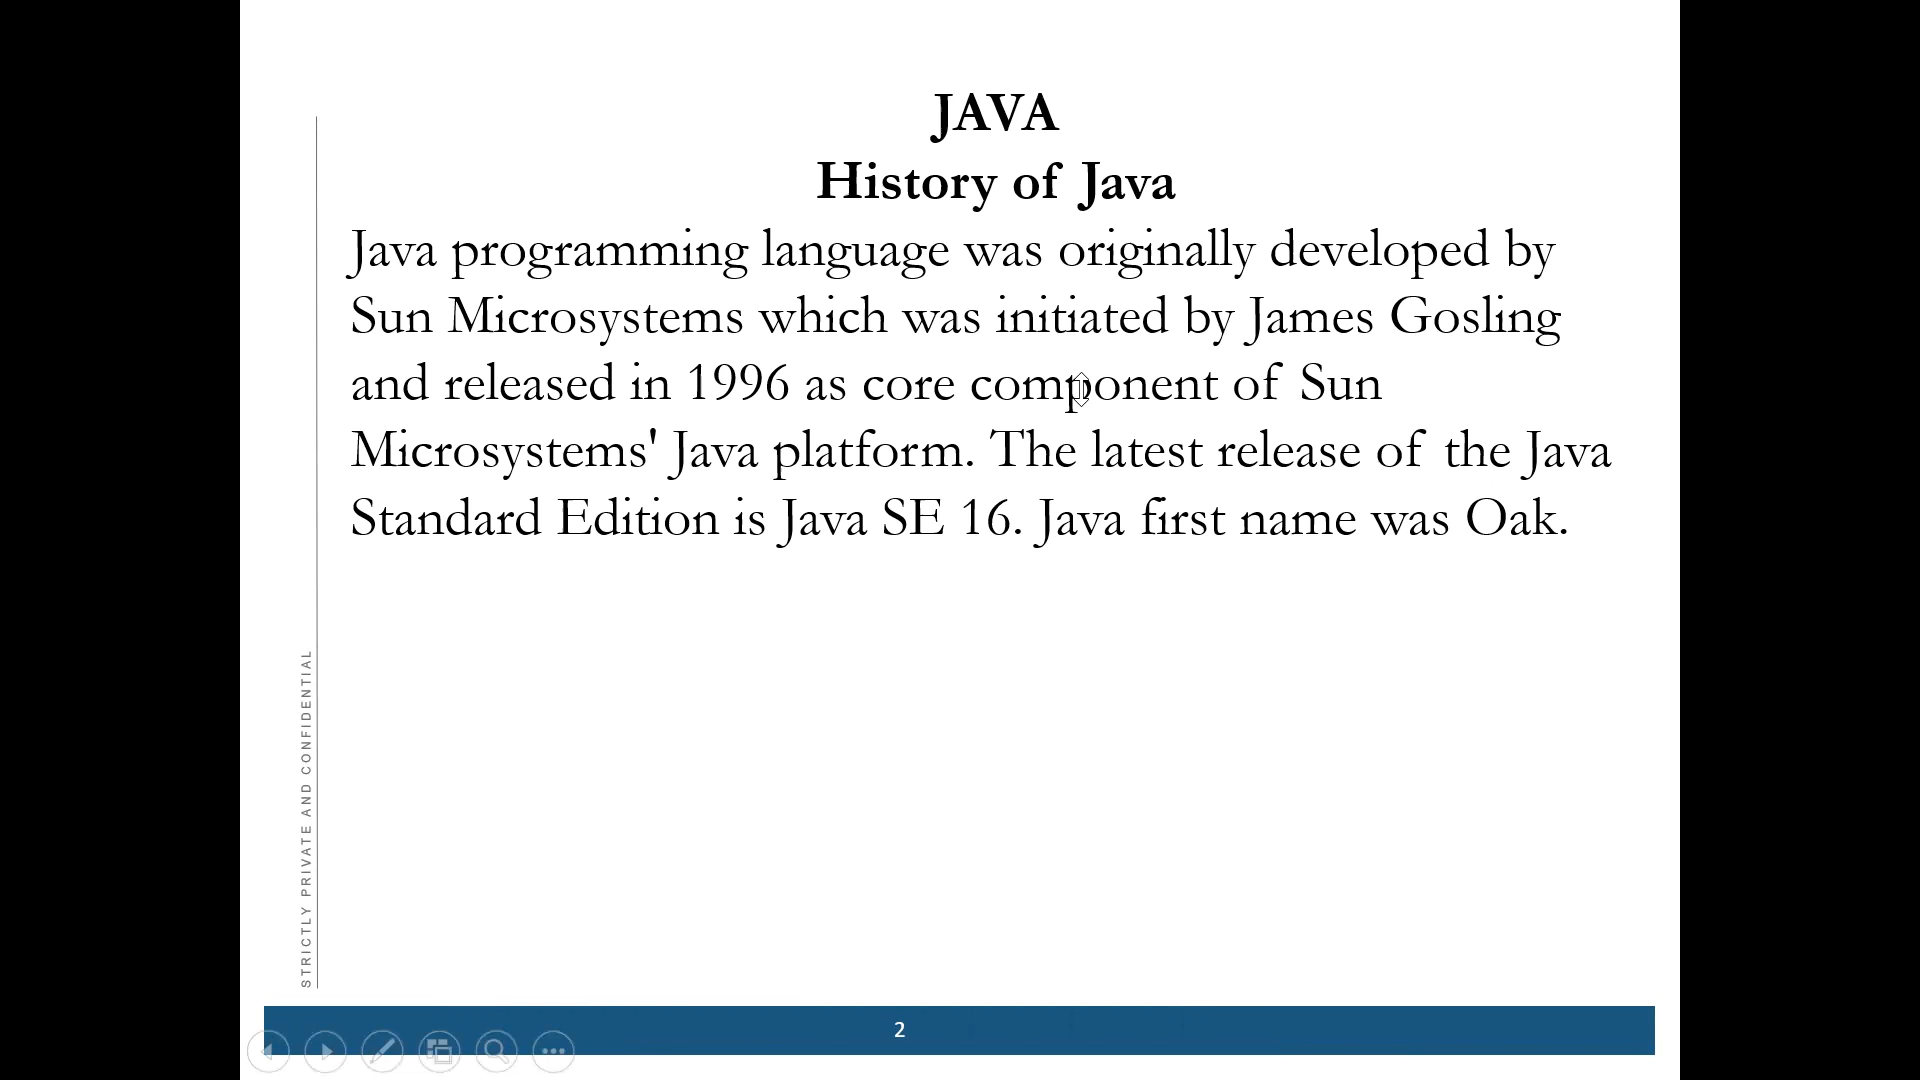 JAVA
History of Java
Java programming language was originally developed by
Sun Microsystems which was initiated by James Gosling
and released in 1996 as core component of Sun
Microsystems' Java platform. The latest release of the Java
Standard Edition is Java SE 16. Java first name was Oak.
STRICTLY PRIVATE AND CONFIDENTIAL
2